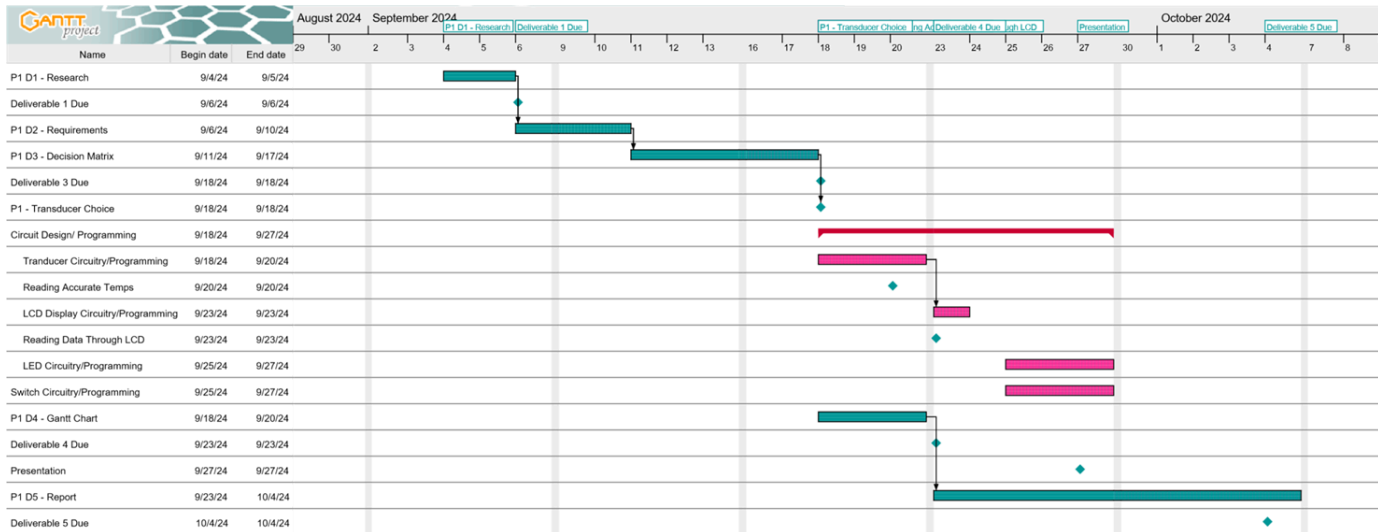 GANTT
project
August 2024 September 2024 October 2024
P1 D1 - Research Deliverable 1 Due P1 - Transducer Choice ng Ac Deliverable 4 Due ugh LCD Presentation Deliverable 5 Due
29 30 2 3 4 5 6 9 10 11 12 13 16 17 18 19 20 23 24 25 26 27 30 1 2 3 4 7 8
Name Begin date End date
P1 D1 - Research 9/4/24 9/5/24
Deliverable 1 Due 9/6/24 9/6/24
P1 D2 - Requirements 9/6/24 9/10/24
P1 D3 - Decision Matrix 9/11/24 9/17/24
Deliverable 3 Due 9/18/24 9/18/24
P1 - Transducer Choice 9/18/24 9/18/24
Circuit Design/ Programming 9/18/24 9/27/24
Tranducer Circuitry/Programming 9/18/24 9/20/24
Reading Accurate Temps 9/20/24 9/20/24
LCD Display Circuitry/Programming 9/23/24 9/23/24
Reading Data Through LCD 9/23/24 9/23/24
LED Circuitry/Programming 9/25/24 9/27/24
Switch Circuitry/Programming 9/25/24 9/27/24
P1 D4 - Gantt Chart 9/18/24 9/20/24
Deliverable 4 Due 9/23/24 9/23/24
Presentation 9/27/24 9/27/24
P1 D5 - Report 9/23/24 10/4/24
Deliverable 5 Due 10/4/24 10/4/24